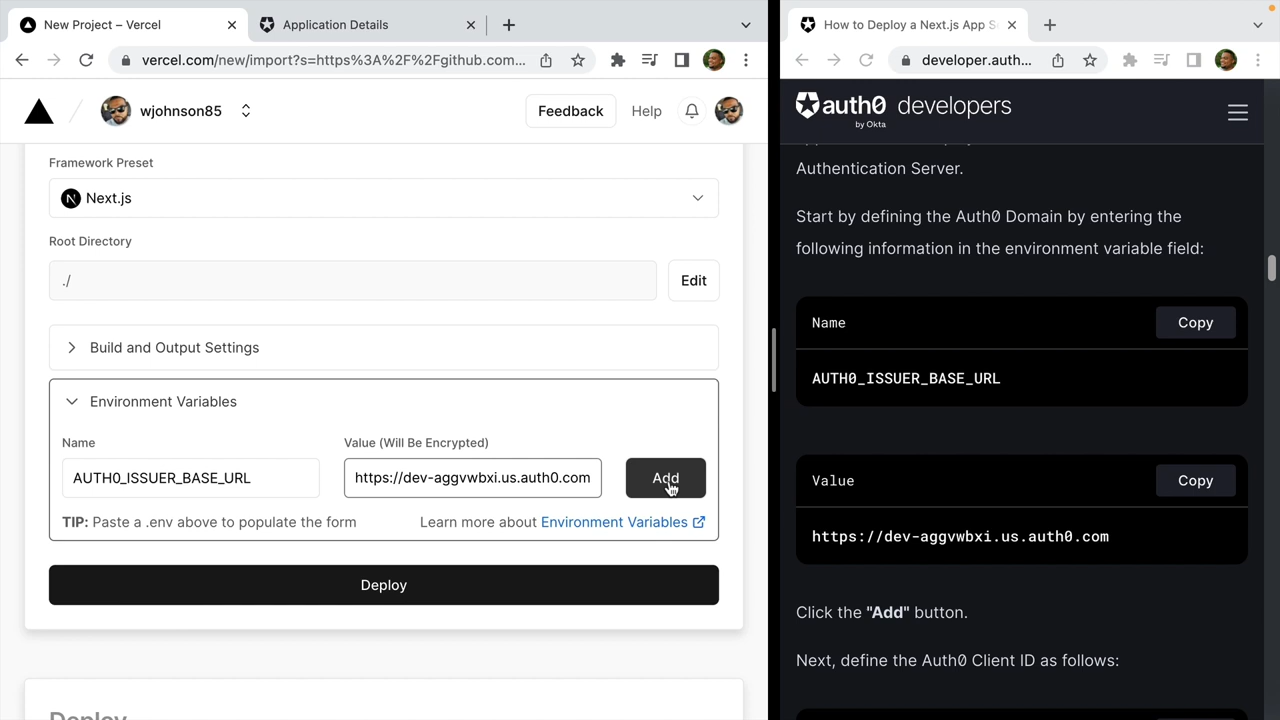 New Project – Vercel
Application Details
vercel.com/new/import?s=https%3A%2F%2Fgithub.com...
wjohnson85
Feedback
Help
Framework Preset
N
Next.js
Root Directory
./
Edit
Build and Output Settings
Environment Variables
Name
Value (Will Be Encrypted)
AUTH0_ISSUER_BASE_URL
https://dev-aggvwbxi.us.auth0.com
Add
TIP: Paste a .env above to populate the form
Learn more about Environment Variables
Deploy
Deploy
How to Deploy a Next.js App S
developer.auth...
auth0 developers
by Okta
Authentication Server.
Start by defining the Auth0 Domain by entering the
following information in the environment variable field:
Name
Copy
AUTH0_ISSUER_BASE_URL
Value
Copy
https://dev-aggvwbxi.us.auth0.com
Click the "Add" button.
Next, define the Auth0 Client ID as follows: